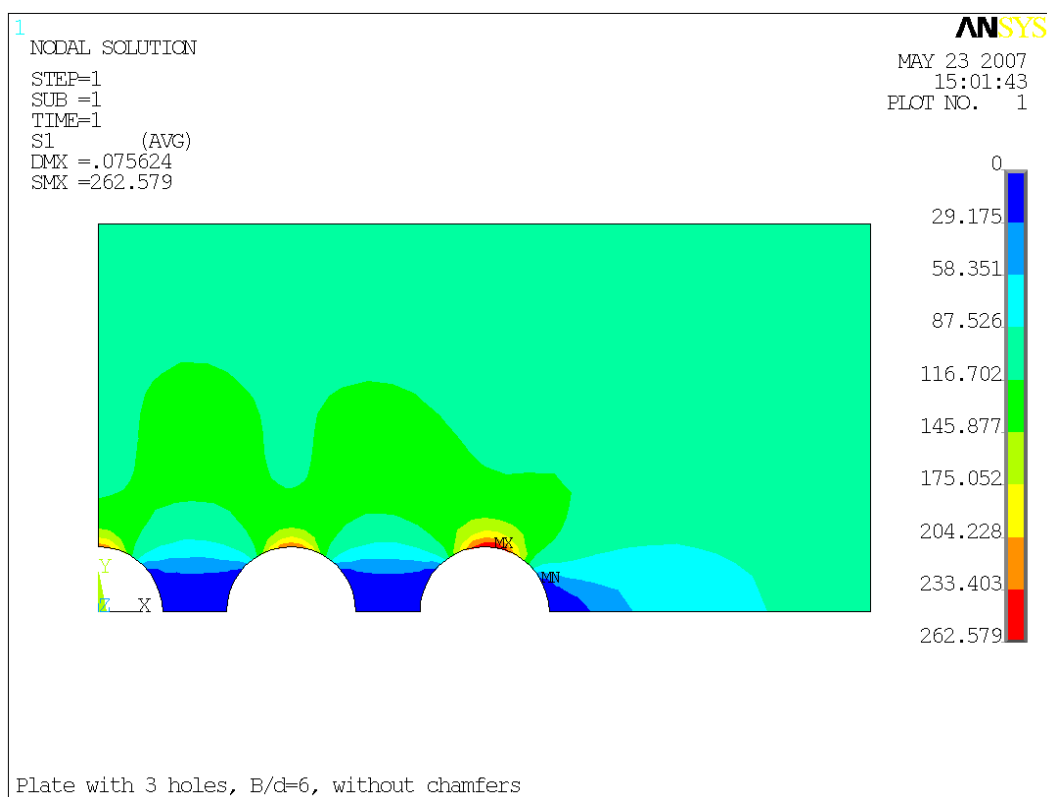 1
NODAL SOLUTION
STEP=1
SUB =1
TIME=1
S1 (AVG)
DMX =.075624
SMX =262.579
ANSYS
MAY 23 2007
15:01:43
PLOT NO. 1
0
29.175
58.351
87.526
116.702
145.877
175.052
204.228
233.403
262.579
MX
MN
Y
Z X
Plate with 3 holes, B/d=6, without chamfers